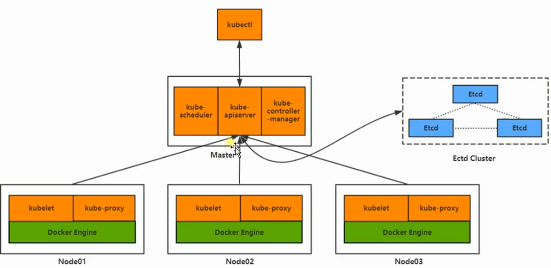 kubectl
kube-
scheduler
kube-
apiserver
kube-
controller
-manager
Master
Etcd
Etcd
Etcd
Ectd Cluster
kubelet
kube-proxy
Docker Engine
Node01
kubelet
kube-proxy
Docker Engine
Node02
kubelet
kube-proxy
Docker Engine
Node03